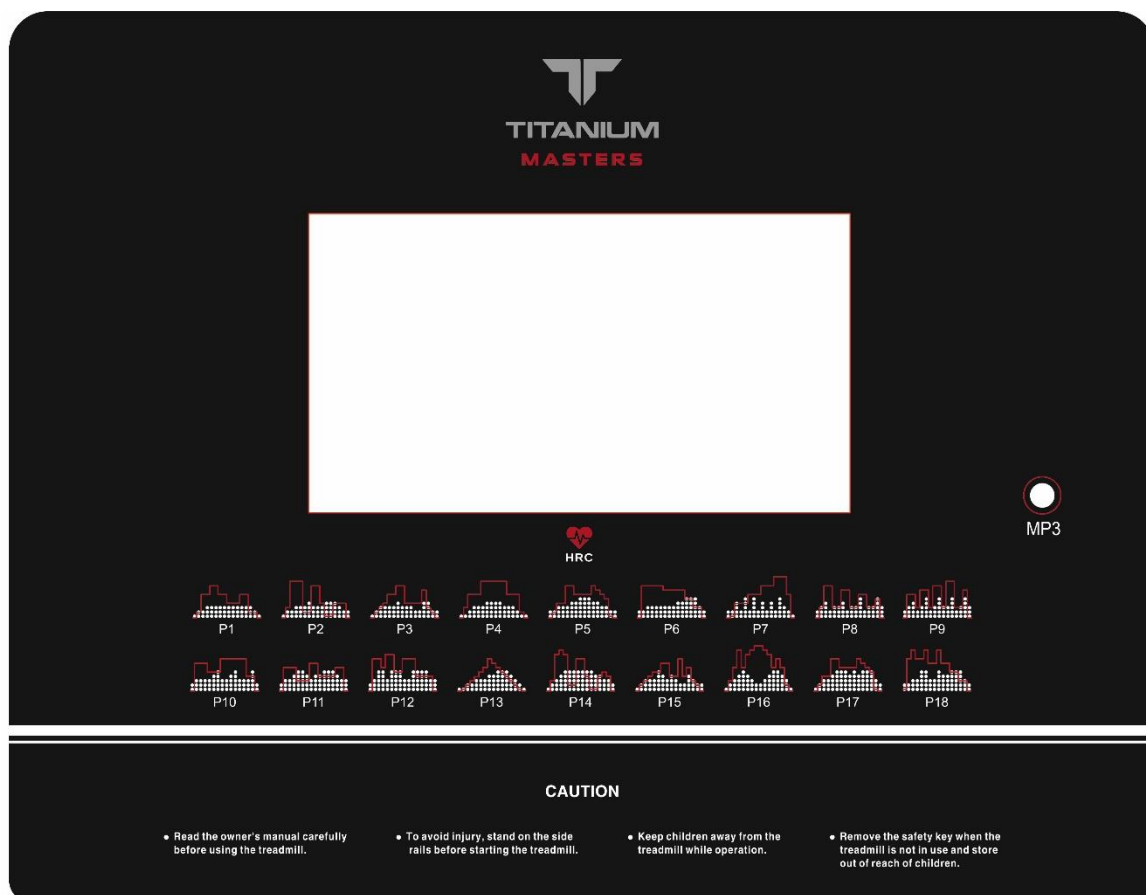 TITANIUM
MASTERS
HRC
MP3
P1 P2 P3 P4 P5 P6 P7 P8 P9
P10 P11 P12 P13 P14 P15 P16 P17 P18
CAUTION
• Read the owner's manual carefully
before using the treadmill.
• To avoid injury, stand on the side
rails before starting the treadmill.
• Keep children away from the
treadmill while operation.
• Remove the safety key when the
treadmill is not in use and store
out of reach of children.